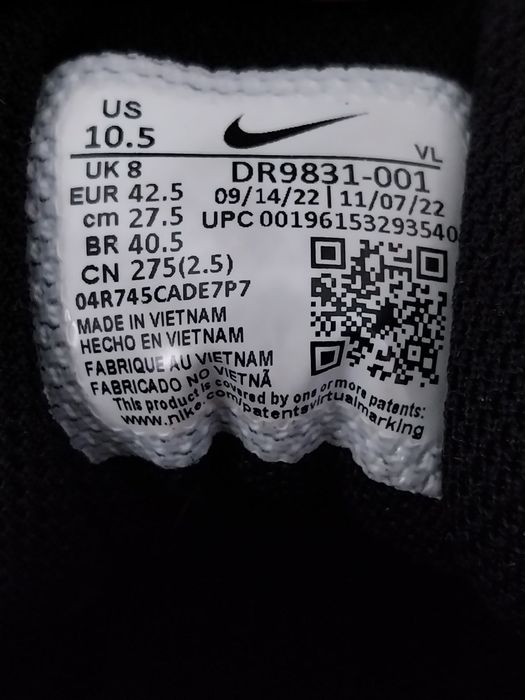 US
10.5
VL
UK 8
DR9831-001
EUR 42.5
09/14/22 | 11/07/22
cm 27.5
UPC 00196153293540
BR 40.5
CN 275(2.5)
04R745CADE7P7
MADE IN VIETNAM
HECHO EN VIETNAM
FABRIQUE AU VIETNAM
FABRICADO NO VIETNÃ
This product is covered by one or more patents:
www.nike.com/patentsvirtualmarking